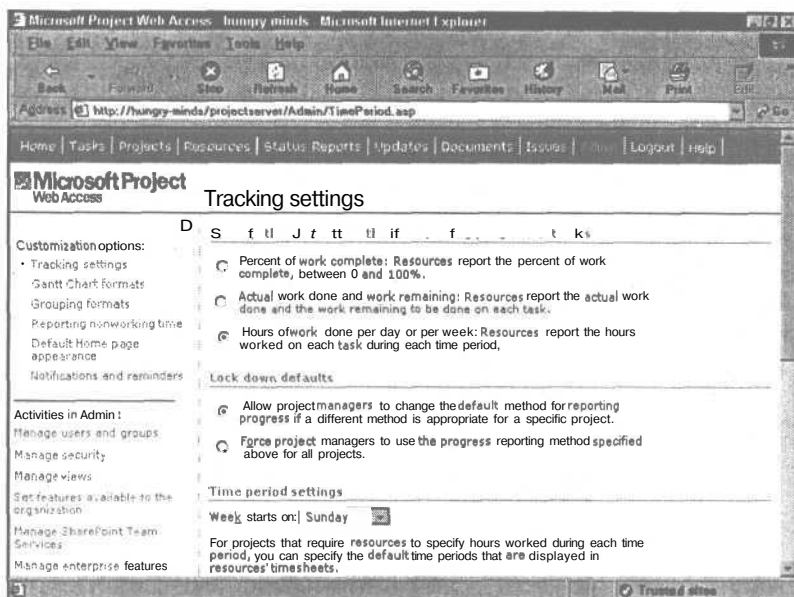 Microsoft Project Web Access hungry minds Microsoft Internet Explorer
File Edit View Favorites Tools Help
Back Forward Stop Refresh Home Search Favorites History Mail Print Edit
Address http://hungry-minds/projectserver/Admin/TimePeriod.asp Go
Home | Tasks | Projects | Resources | Status Reports | Updates | Documents | Issues | Admin | Logout | Help |
Microsoft Project
Web Access
Tracking settings
D
Customization options:
Tracking settings
Gantt Chart formats
Grouping formats
Reporting nonworking time
Default Home page
appearance
Notifications and reminders
Activities in Admin :
Manage users and groups
Manage security
Manage views
Set features available to the
organization
Manage SharePoint Team
Services
Manage enterprise features
Percent of work complete: Resources report the percent of work
complete, between 0 and 100%.
Actual work done and work remaining: Resources report the actual work
done and the work remaining to be done on each task.
Hours of work done per day or per week: Resources report the hours
worked on each task during each time period,
Lock down defaults
Allow project managers to change the default method for reporting
progress if a different method is appropriate for a specific project.
Force project managers to use the progress reporting method specified
above for all projects.
Time period settings
Week starts on: Sunday
For projects that require resources to specify hours worked during each time
period, you can specify the default time periods that are displayed in
resources' timesheets.
Trusted sites